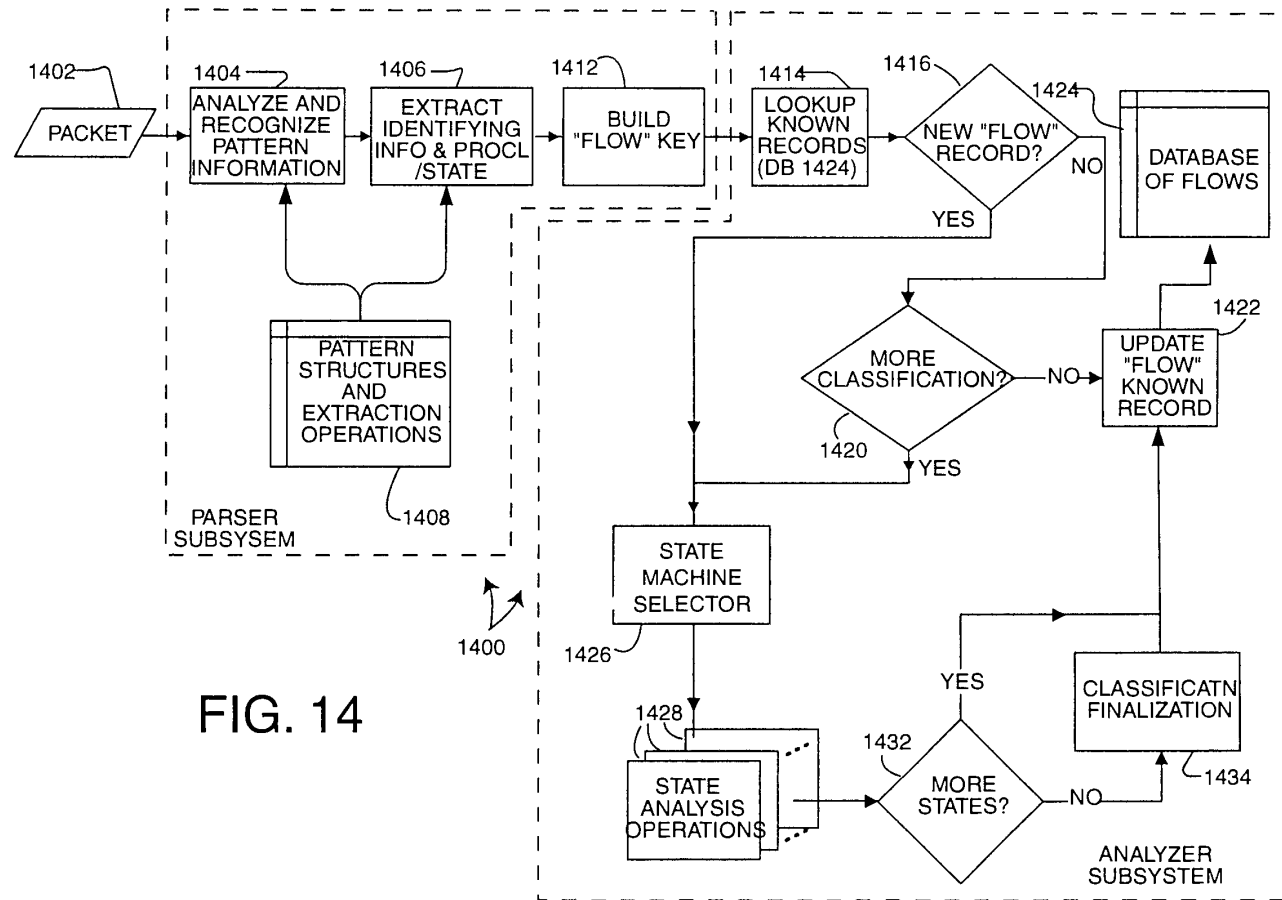 1402
PACKET
1404
ANALYZE AND
RECOGNIZE
PATTERN
INFORMATION
1406
EXTRACT
IDENTIFYING
INFO & PROCL
/STATE
1412
BUILD
"FLOW" KEY
1414
LOOKUP
KNOWN
RECORDS
(DB 1424)
1416
NEW "FLOW"
RECORD?
NO
YES
1424
DATABASE
OF FLOWS
PATTERN
STRUCTURES
AND
EXTRACTION
OPERATIONS
1408
PARSER
SUBSYSEM
MORE
CLASSIFICATION?
1420
NO
YES
1422
UPDATE
"FLOW"
KNOWN
RECORD
STATE
MACHINE
SELECTOR
1426
1400
FIG. 14
1428
STATE
ANALYSIS
OPERATIONS
1432
MORE
STATES?
YES
NO
CLASSIFICATN
FINALIZATION
1434
ANALYZER
SUBSYSTEM